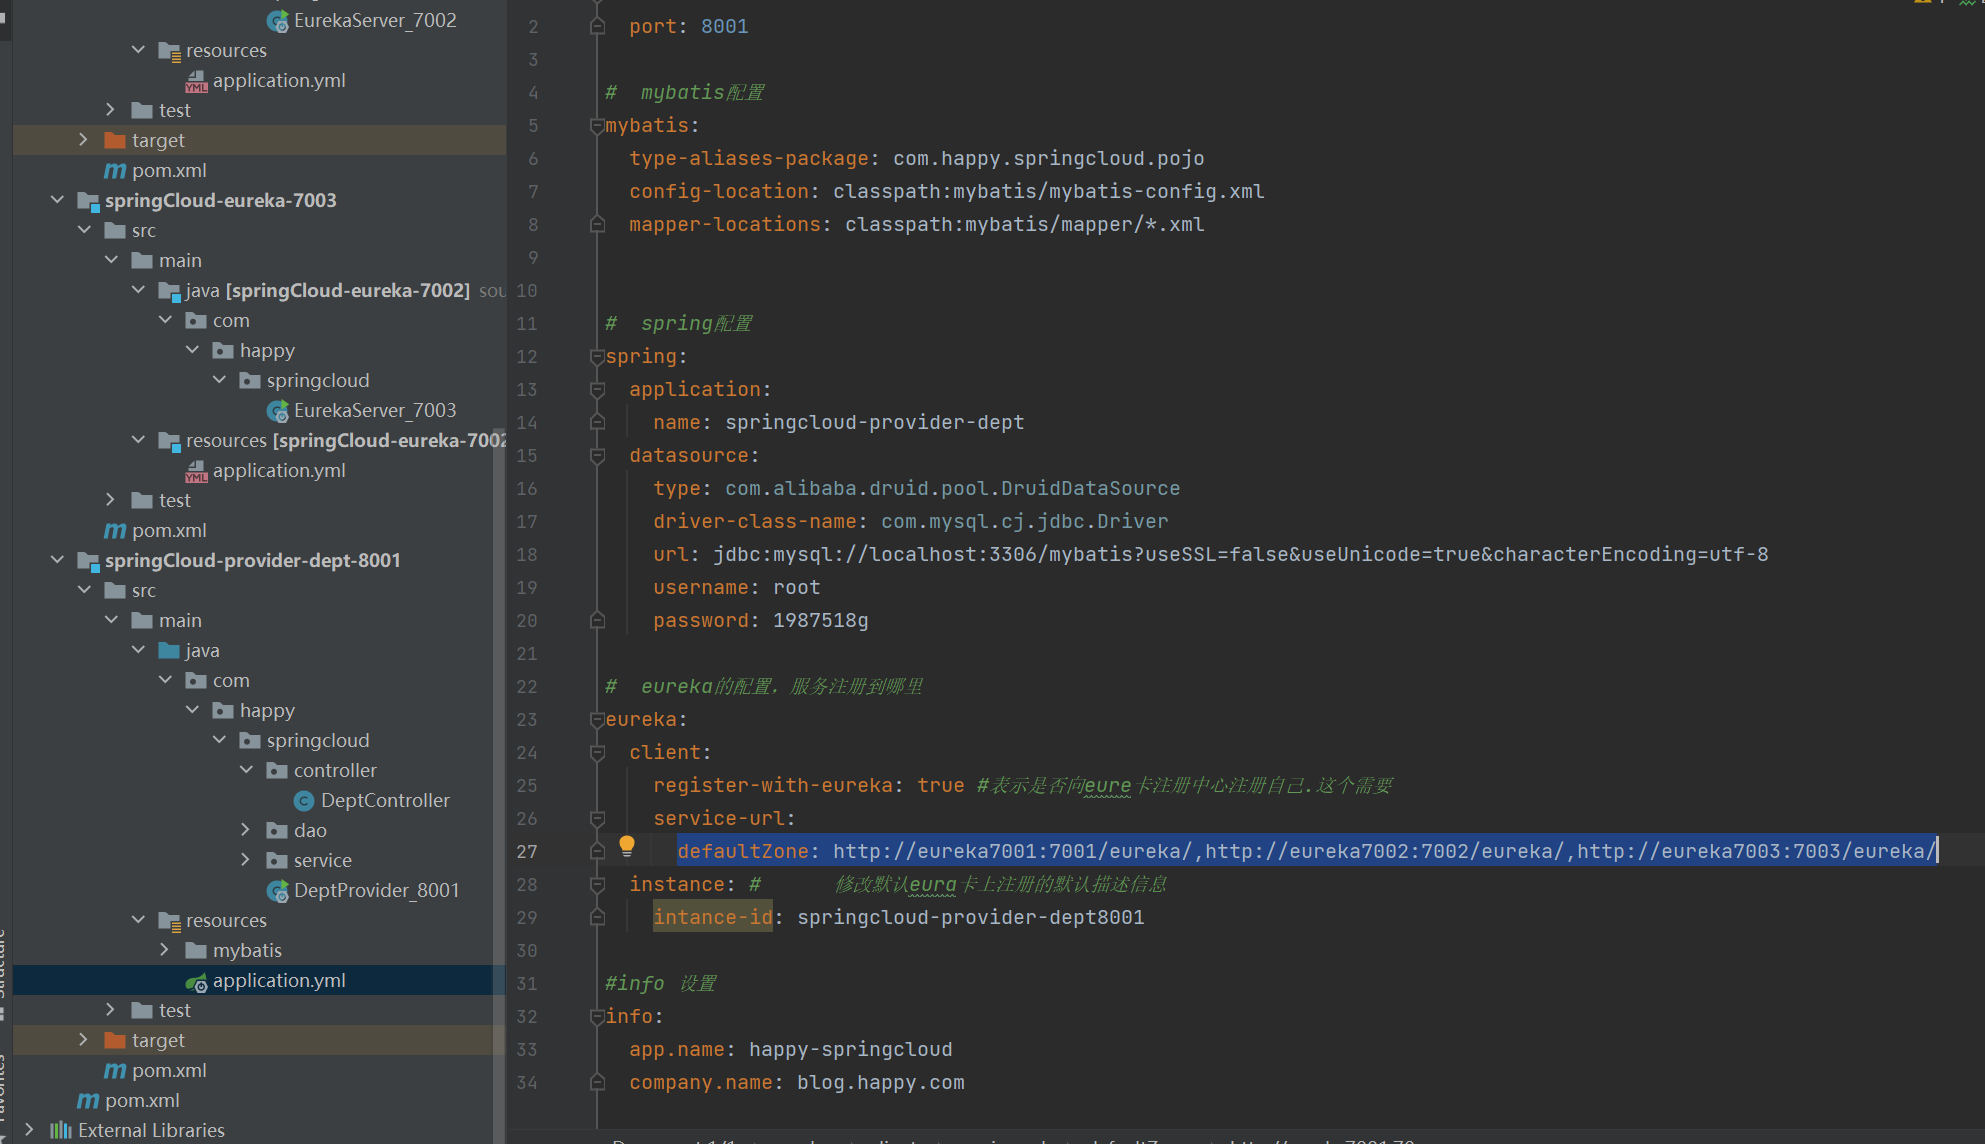 EurekaServer_7002
resources
application.yml
test
target
pom.xml
springCloud-eureka-7003
src
main
java [springCloud-eureka-7002] sou
com
happy
springcloud
EurekaServer_7003
resources [springCloud-eureka-7002
application.yml
test
pom.xml
springCloud-provider-dept-8001
src
main
java
com
happy
springcloud
controller
DeptController
dao
service
DeptProvider_8001
resources
mybatis
application.yml
test
target
pom.xml
pom.xml
External Libraries
2 port: 8001
3
4 # mybatis配置
5 mybatis:
6 type-aliases-package: com.happy.springcloud.pojo
7 config-location: classpath:mybatis/mybatis-config.xml
8 mapper-locations: classpath:mybatis/mapper/*.xml
9
10
11 # spring配置
12 spring:
13 application:
14 name: springcloud-provider-dept
15 datasource:
16 type: com.alibaba.druid.pool.DruidDataSource
17 driver-class-name: com.mysql.cj.jdbc.Driver
18 url: jdbc:mysql://localhost:3306/mybatis?useSSL=false&useUnicode=true&characterEncoding=utf-8
19 username: root
20 password: 1987518g
21
22 # eureka的配置，服务注册到哪里
23 eureka:
24 client:
25 register-with-eureka: true #表示是否向eure卡注册中心注册自己.这个需要
26 service-url:
27 defaultZone: http://eureka7001:7001/eureka/,http://eureka7002:7002/eureka/,http://eureka7003:7003/eureka/
28 instance: # 修改默认eura卡上注册的默认描述信息
29 intance-id: springcloud-provider-dept8001
30
31 #info 设置
32 info:
33 app.name: happy-springcloud
34 company.name: blog.happy.com